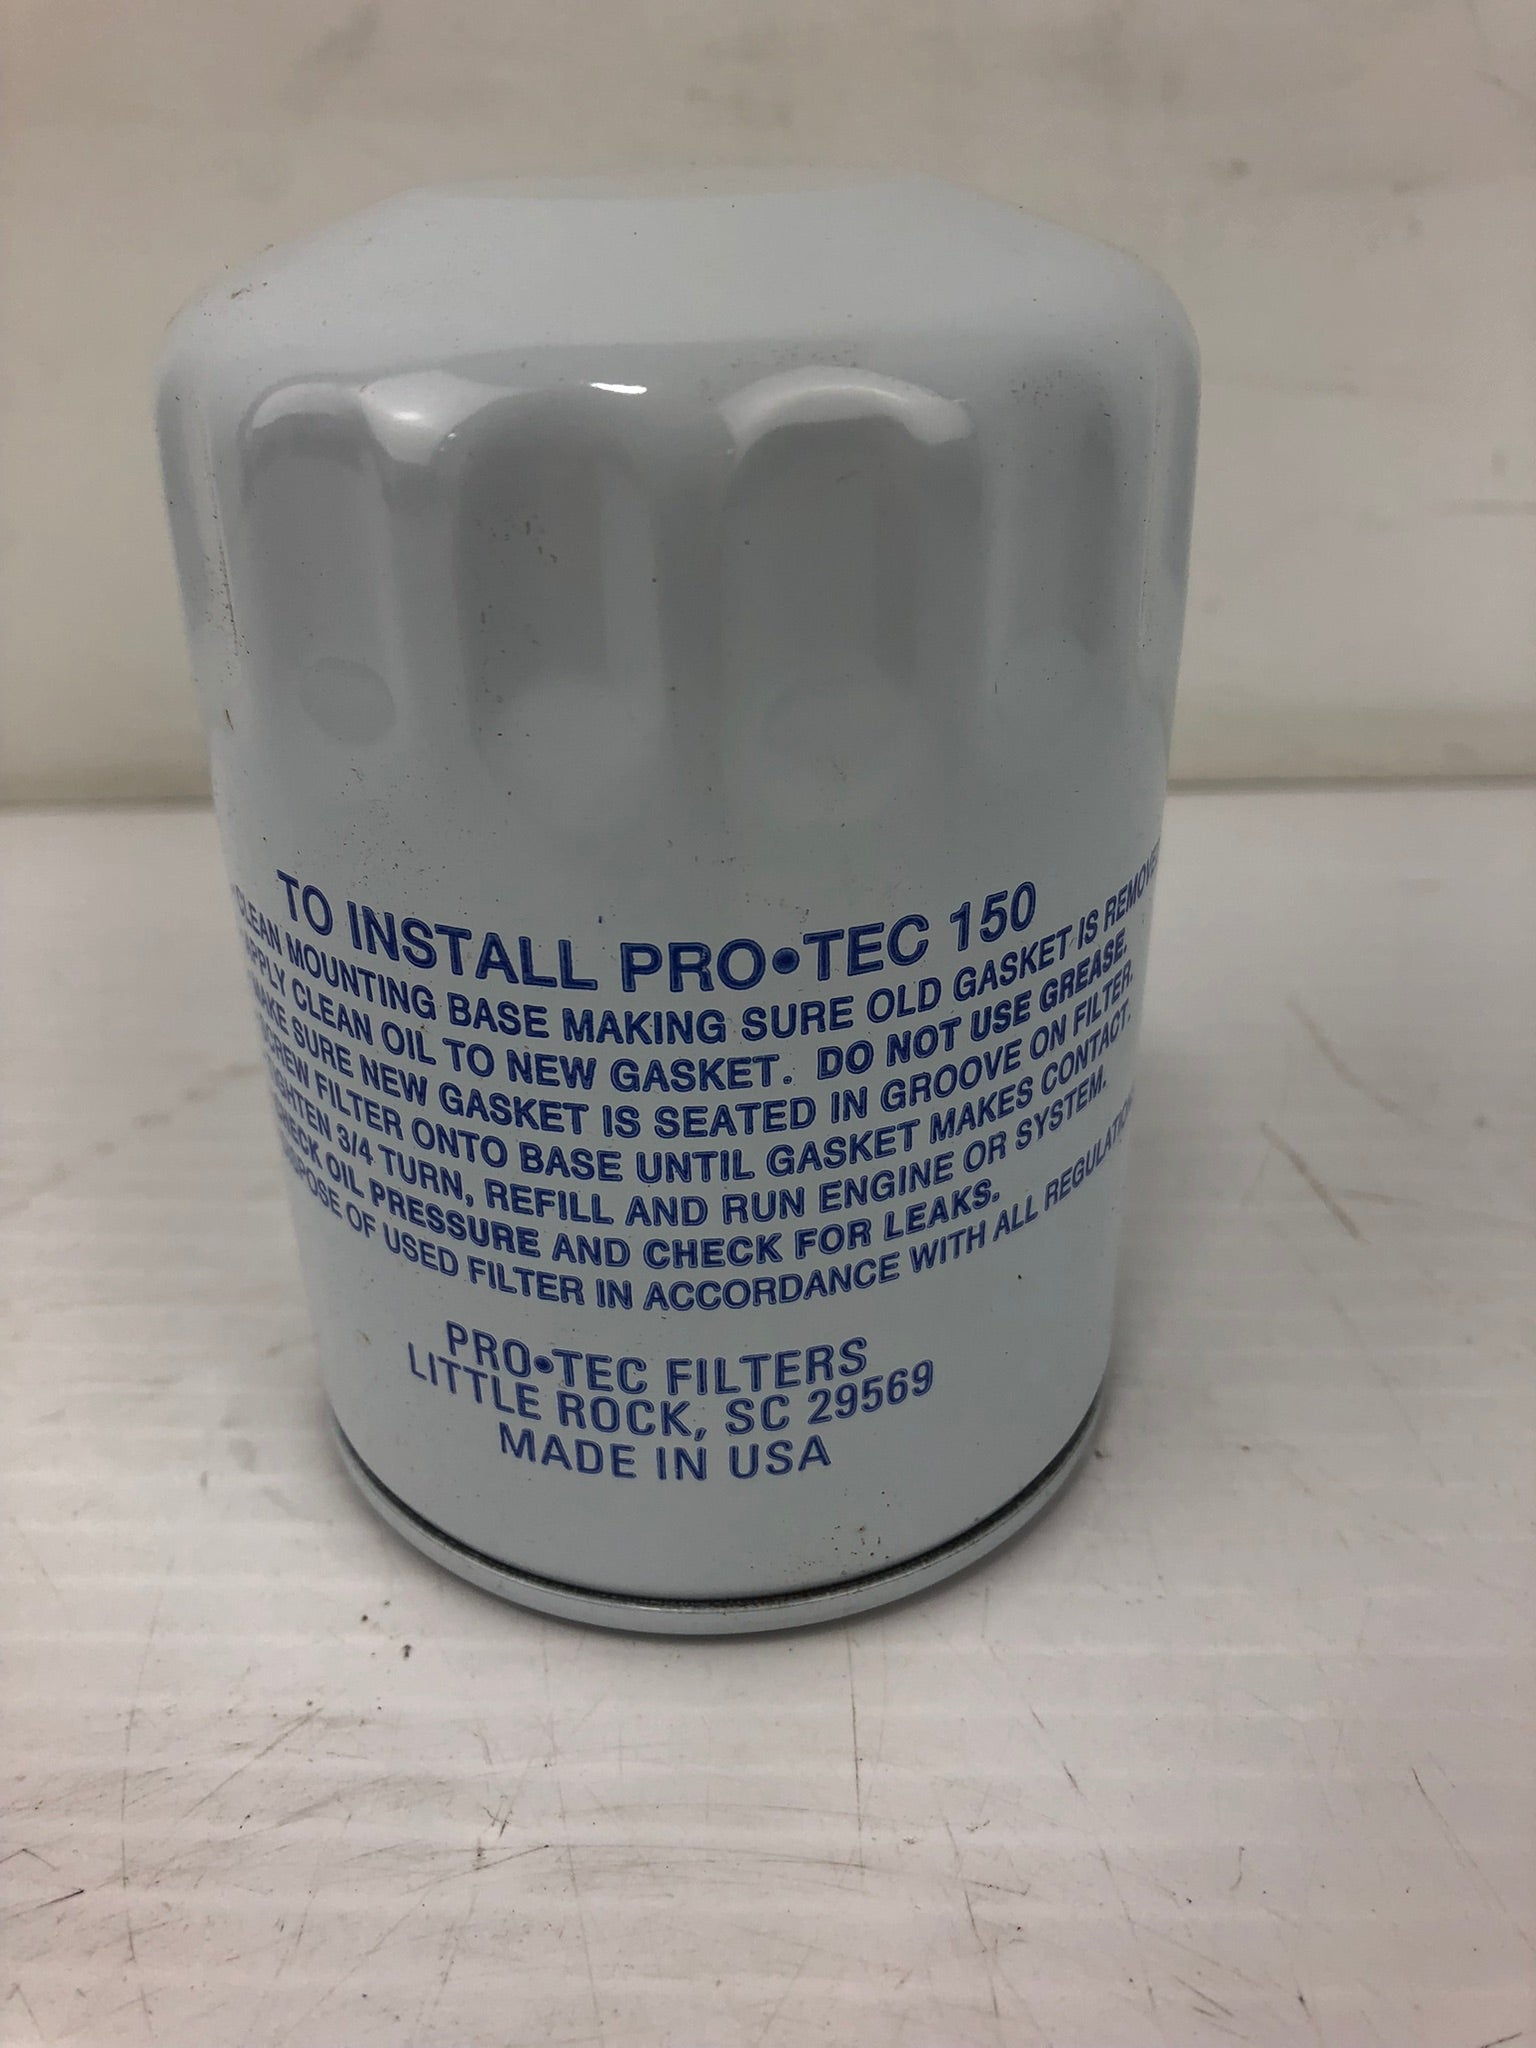 TO INSTALL PRO•TEC 150
CLEAN MOUNTING BASE MAKING SURE OLD GASKET IS REMOVED
APPLY CLEAN OIL TO NEW GASKET. DO NOT USE GREASE.
MAKE SURE NEW GASKET IS SEATED IN GROOVE ON FILTER.
SCREW FILTER ONTO BASE UNTIL GASKET MAKES CONTACT.
TIGHTEN 3/4 TURN, REFILL AND RUN ENGINE OR SYSTEM.
CHECK OIL PRESSURE AND CHECK FOR LEAKS.
DISPOSE OF USED FILTER IN ACCORDANCE WITH ALL
PRO•TEC FILTERS
LITTLE ROCK, SC 29569
MADE IN USA